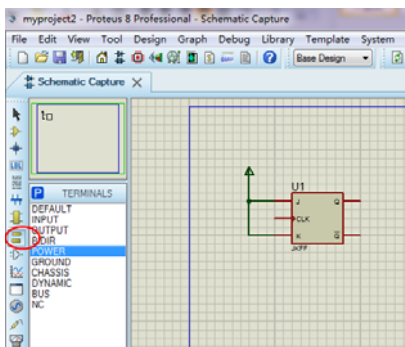 myproject2 - Proteus 8 Professional - Schematic Capture
File Edit View Tool Design Graph Debug Library Template System
Base Design
Schematic Capture
P TERMINALS
DEFAULT
INPUT
OUTPUT
BIDIR
POWER
GROUND
CHASSIS
DYNAMIC
BUS
NC
U1
J Q
CLK
K Q
JKFF
LBL